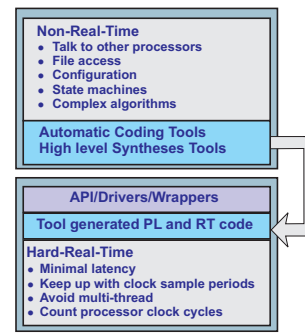 Non-Real-Time
● Talk to other processors
● File access
● Configuration
● State machines
● Complex algorithms
Automatic Coding Tools
High level Syntheses Tools
API/Drivers/Wrappers
Tool generated PL and RT code
Hard-Real-Time
● Minimal latency
● Keep up with clock sample periods
● Avoid multi-thread
● Count processor clock cycles